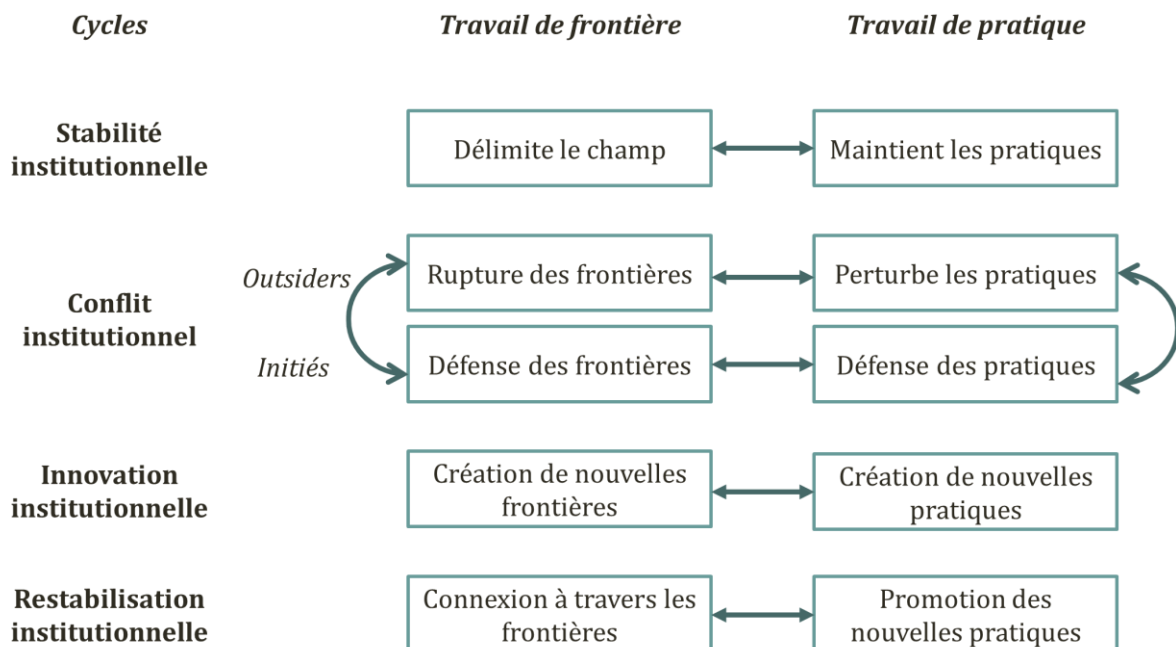 Cycles
Travail de frontière
Travail de pratique
Stabilité
institutionnelle
Délimite le champ
Maintient les pratiques
Conflit
institutionnel
Outsiders
Rupture des frontières
Perturbe les pratiques
Initiés
Défense des frontières
Défense des pratiques
Innovation
institutionnelle
Création de nouvelles
frontières
Création de nouvelles
pratiques
Restabilisation
institutionnelle
Connexion à travers les
frontières
Promotion des
nouvelles pratiques